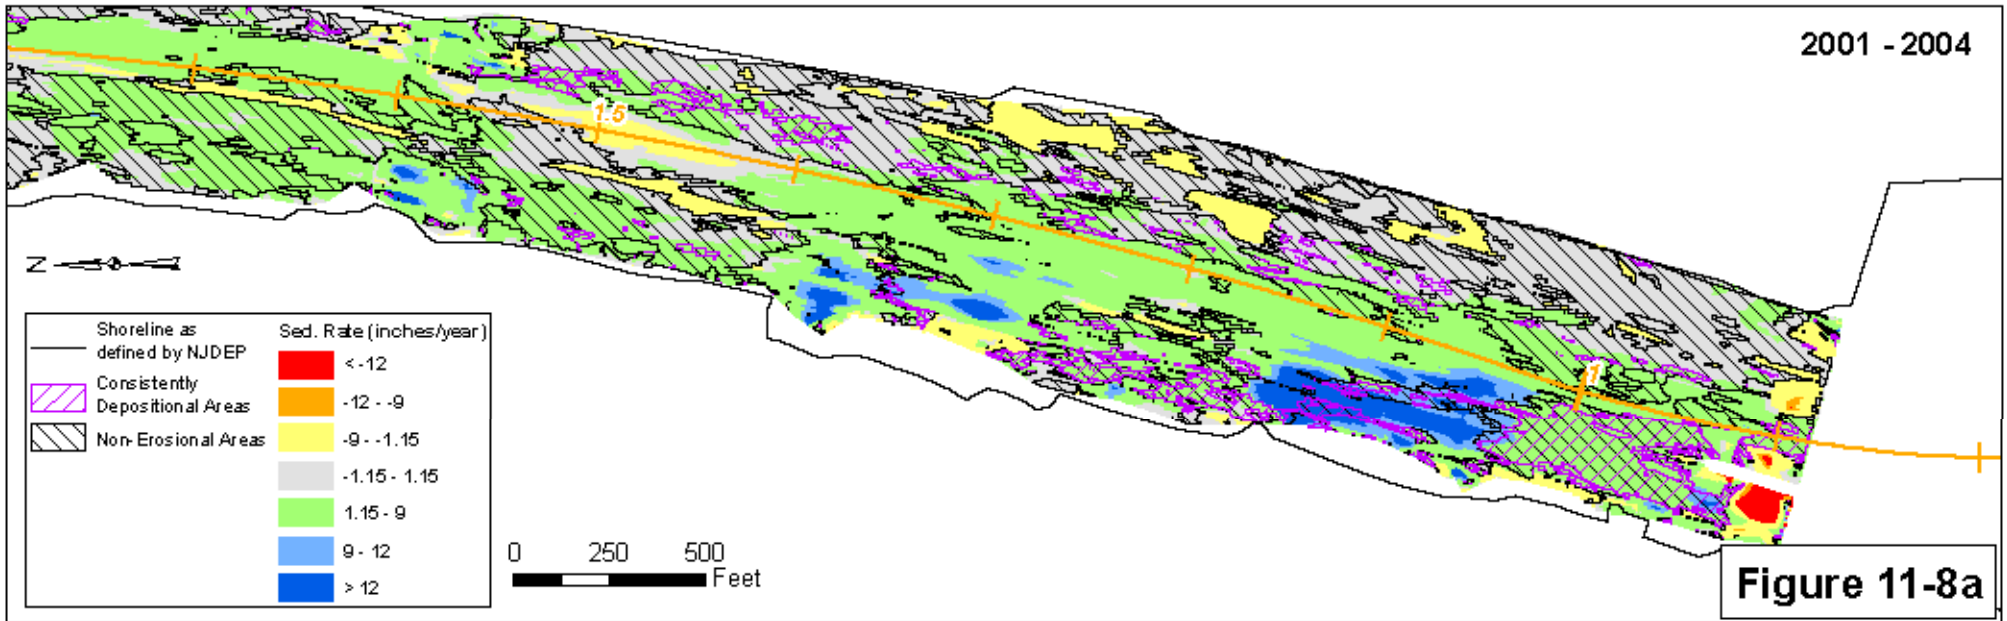 2001 - 2004
1.5
N
1
Shoreline as
defined by NJDEP
Consistently
Depositional Areas
Non-Erosional Areas
Sed. Rate (inches/year)
< -12
-12 - -9
-9 - -1.15
-1.15 - 1.15
1.15 - 9
9 - 12
> 12
0 250 500
Feet
Figure 11-8a